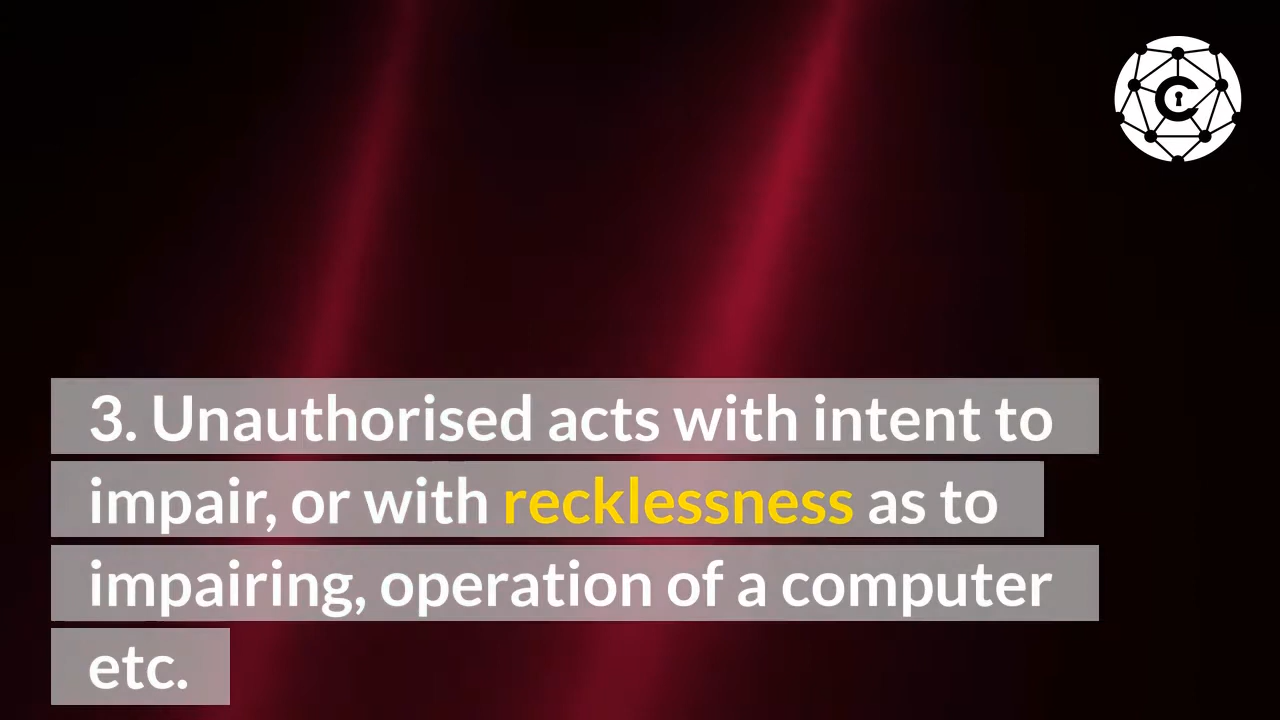 3. Unauthorised acts with intent to
impair, or with recklessness as to
impairing, operation of a computer
etc.